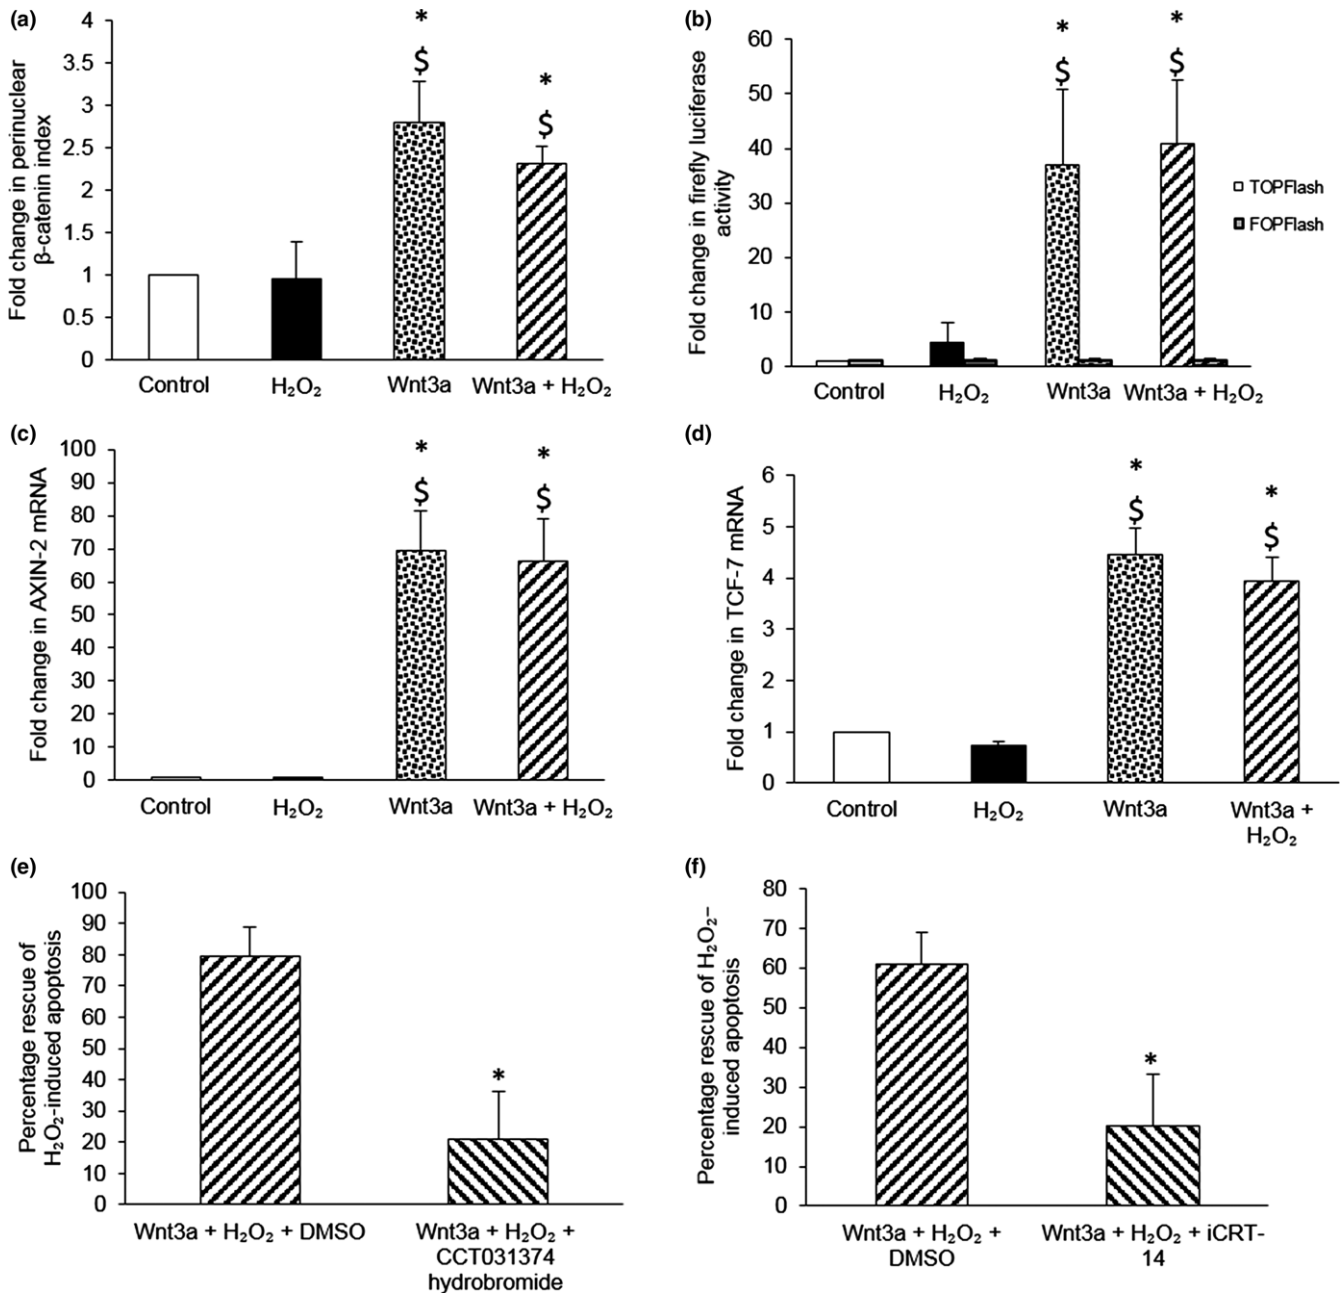 (a)
Fold change in perinuclear
β-catenin index
4
3.5
3
2.5
2
1.5
1
0.5
0
*
$
*
$
Control
H₂O₂
Wnt3a
Wnt3a + H₂O₂
(b)
Fold change in firefly luciferase
activity
60
50
40
30
20
10
0
*
$
*
$
TOPFlash
FOPFlash
Control
H₂O₂
Wnt3a
Wnt3a + H₂O₂
(c)
Fold change in AXIN-2 mRNA
100
90
80
70
60
50
40
30
20
10
0
*
$
*
$
Control
H₂O₂
Wnt3a
Wnt3a + H₂O₂
(d)
Fold change in TCF-7 mRNA
6
5
4
3
2
1
0
*
$
*
$
Control
H₂O₂
Wnt3a
Wnt3a +
H₂O₂
(e)
Percentage rescue of
H₂O₂-induced apoptosis
100
90
80
70
60
50
40
30
20
10
0
*
Wnt3a + H₂O₂ + DMSO
Wnt3a + H₂O₂ +
CCT031374
hydrobromide
(f)
Percentage rescue of H₂O₂–
induced apoptosis
80
70
60
50
40
30
20
10
0
*
Wnt3a + H₂O₂ +
DMSO
Wnt3a + H₂O₂ + iCRT-
14